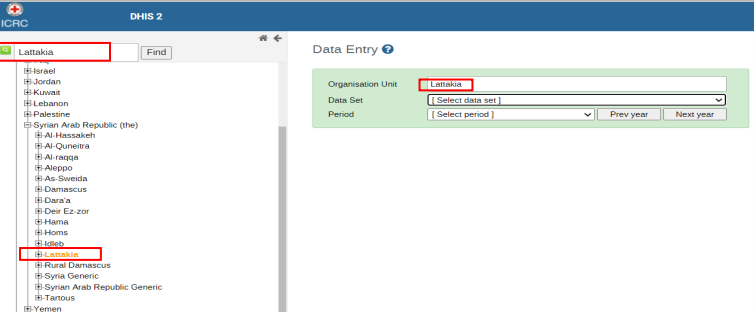 ICRC
DHIS 2
Lattakia
Find
Israel
Jordan
Kuwait
Lebanon
Palestine
Syrian Arab Republic (the)
Al-Hassakeh
Al-Quneitra
Al-raqqa
Aleppo
As-Sweida
Damascus
Dara'a
Deir Ez-zor
Hama
Homs
Idleb
Lattakia
Rural Damascus
Syria Generic
Syrian Arab Republic Generic
Tartous
Yemen
Data Entry ?
Organisation Unit Lattakia
Data Set [ Select data set ]
Period [ Select period ] Prev year Next year